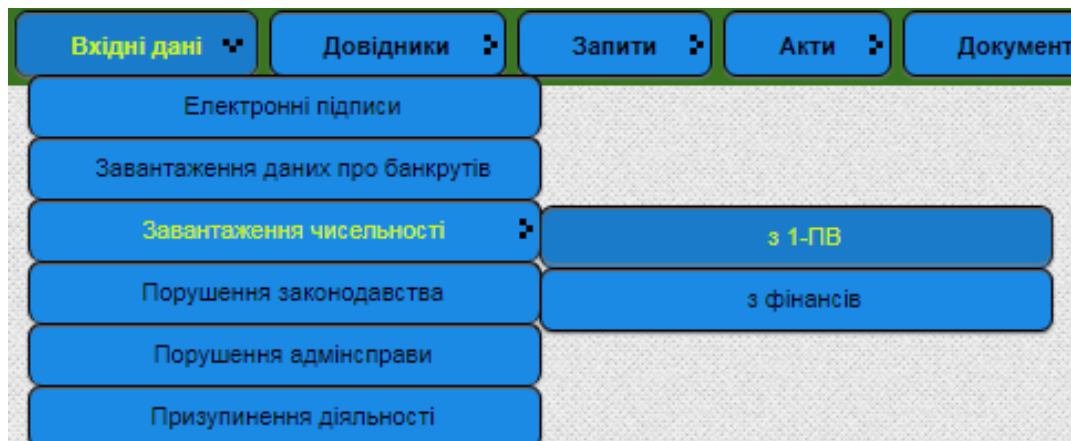 Вхідні дані Довідники Запити Акти Документ
Електронні підписи
Завантаження даних про банкрутів
Завантаження чисельності з 1-ПВ
Порушення законодавства з фінансів
Порушення адмінсправи
Призупинення діяльності